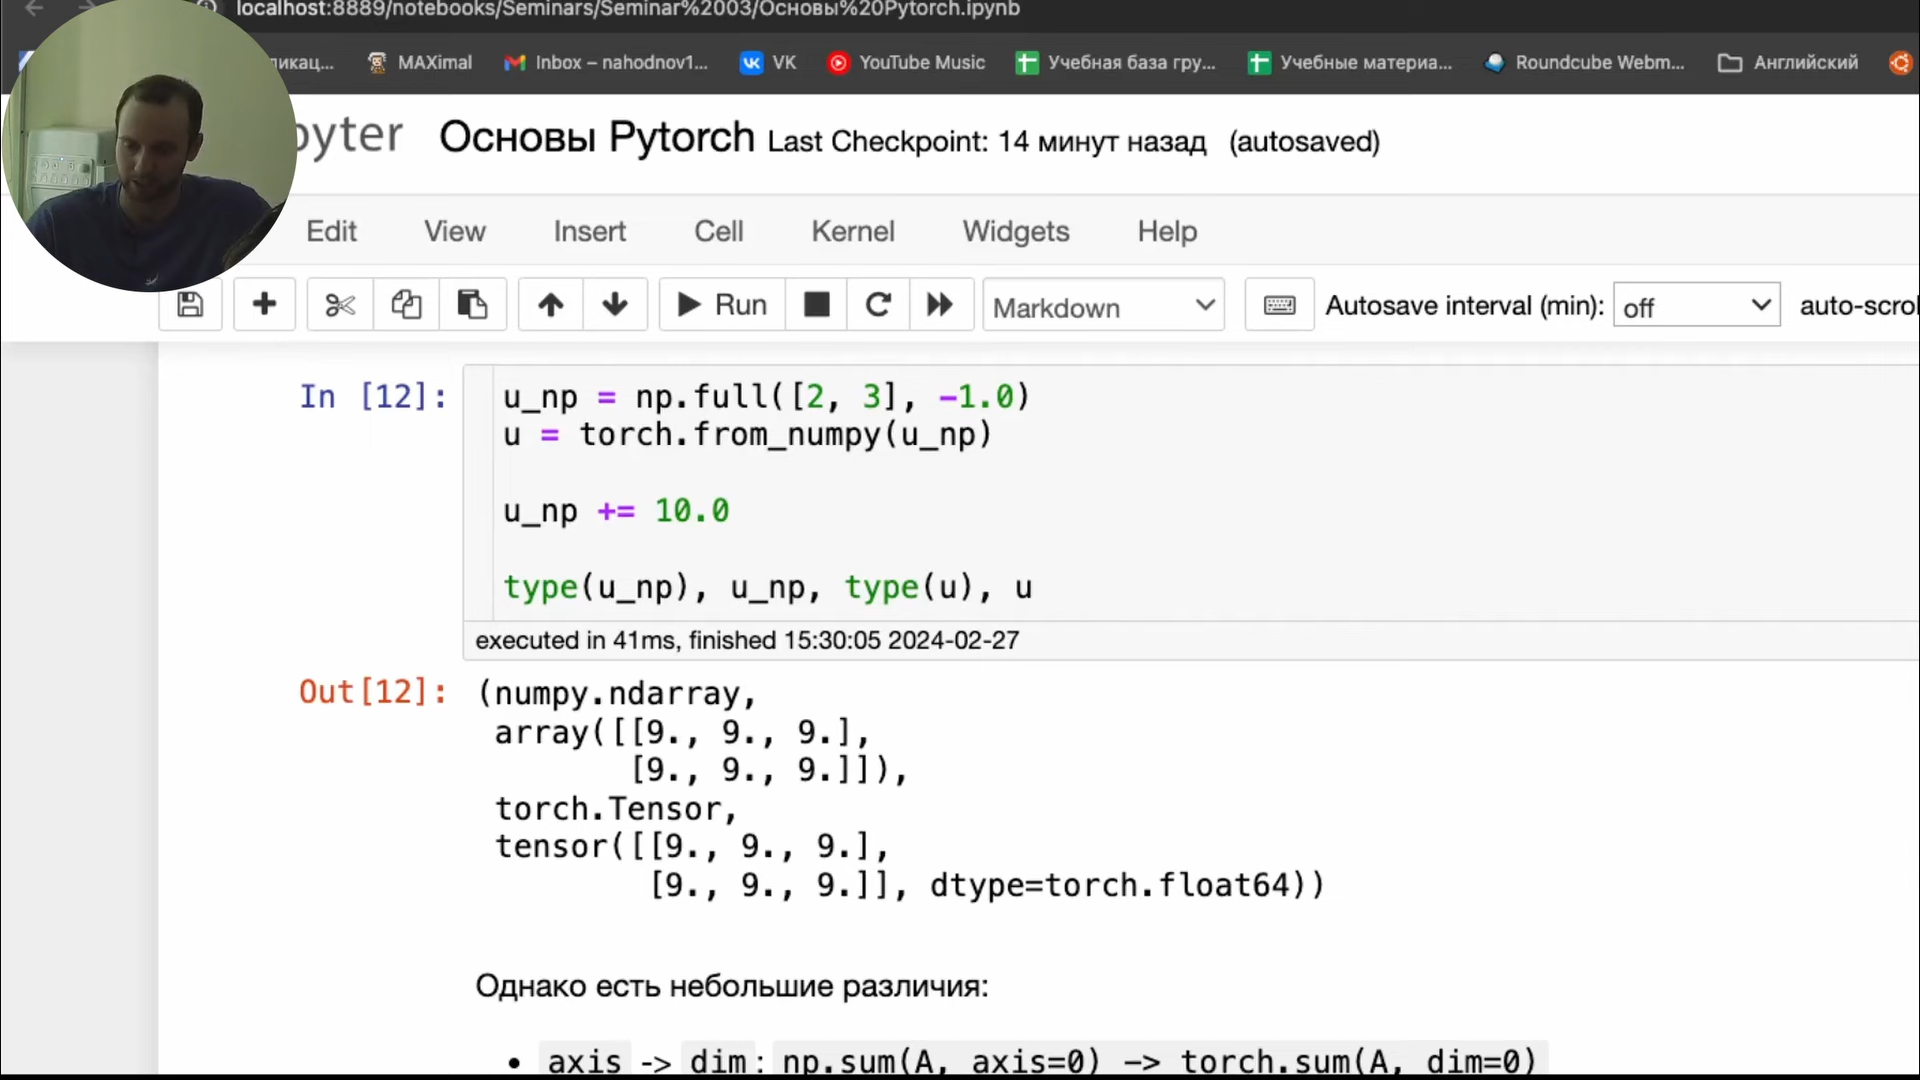 localhost:8889/notebooks/Seminars/Seminar%2003/Основы%20Pytorch.ipynb
MAXimal Inbox – nahodnov1... VK YouTube Music Учебная база гру... Учебные материа... Roundcube Webm... Английский
Основы Pytorch Last Checkpoint: 14 минут назад (autosaved)
Edit View Insert Cell Kernel Widgets Help
Run Markdown Autosave interval (min): off
In [12]: u_np = np.full([2, 3], -1.0)
u = torch.from_numpy(u_np)
u_np += 10.0
type(u_np), u_np, type(u), u
executed in 41ms, finished 15:30:05 2024-02-27
Out[12]: (numpy.ndarray,
array([[9., 9., 9.],
[9., 9., 9.]]),
torch.Tensor,
tensor([[9., 9., 9.],
[9., 9., 9.]], dtype=torch.float64))
Однако есть небольшие различия:
• axis -> dim : np.sum(A, axis=0) -> torch.sum(A, dim=0)